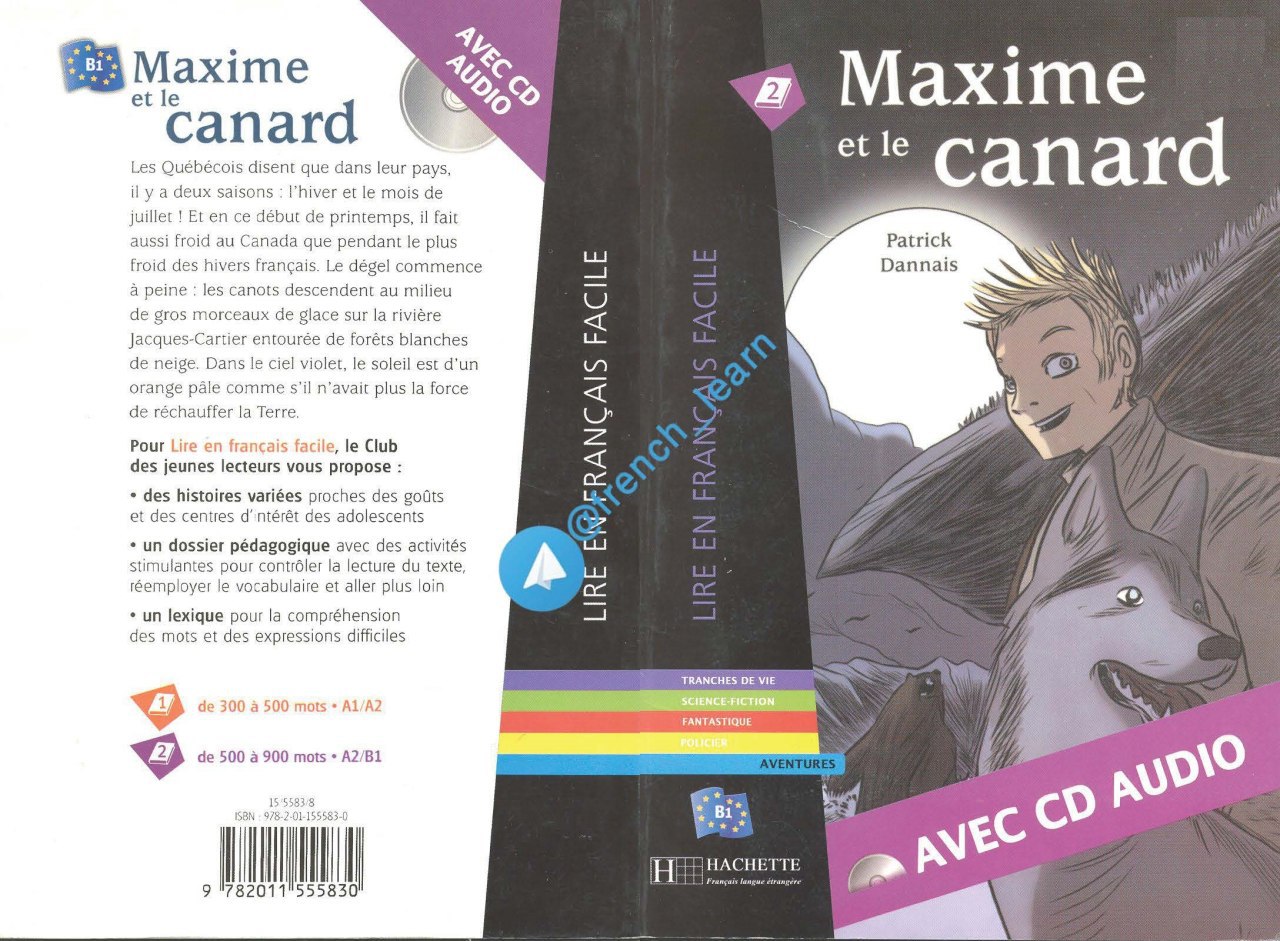 B1
Maxime
et le
canard
AVEC CD
AUDIO
Les Québécois disent que dans leur pays,
il y a deux saisons : l'hiver et le mois de
juillet ! Et en ce début de printemps, il fait
aussi froid au Canada que pendant le plus
froid des hivers français. Le dégel commence
à peine : les canots descendent au milieu
de gros morceaux de glace sur la rivière
Jacques-Cartier entourée de forêts blanches
de neige. Dans le ciel violet, le soleil est d'un
orange pâle comme s'il n'avait plus la force
de réchauffer la Terre.
Pour Lire en français facile, le Club
des jeunes lecteurs vous propose :
• des histoires variées proches des goûts
et des centres d'intérêt des adolescents
• un dossier pédagogique avec des activités
stimulantes pour contrôler la lecture du texte,
réemployer le vocabulaire et aller plus loin
• un lexique pour la compréhension
des mots et des expressions difficiles
1 de 300 à 500 mots • A1/A2
2 de 500 à 900 mots • A2/B1
15/5583/8
ISBN : 978-2-01-155583-0
9 782011 555830
LIRE EN FRANÇAIS FACILE
LIRE EN FRANÇAIS FACILE
@french_learn
TRANCHES DE VIE
SCIENCE-FICTION
FANTASTIQUE
POLICIER
AVENTURES
B1
H HACHETTE
Français langue étrangère
2
Maxime
et le canard
Patrick
Dannais
AVEC CD AUDIO